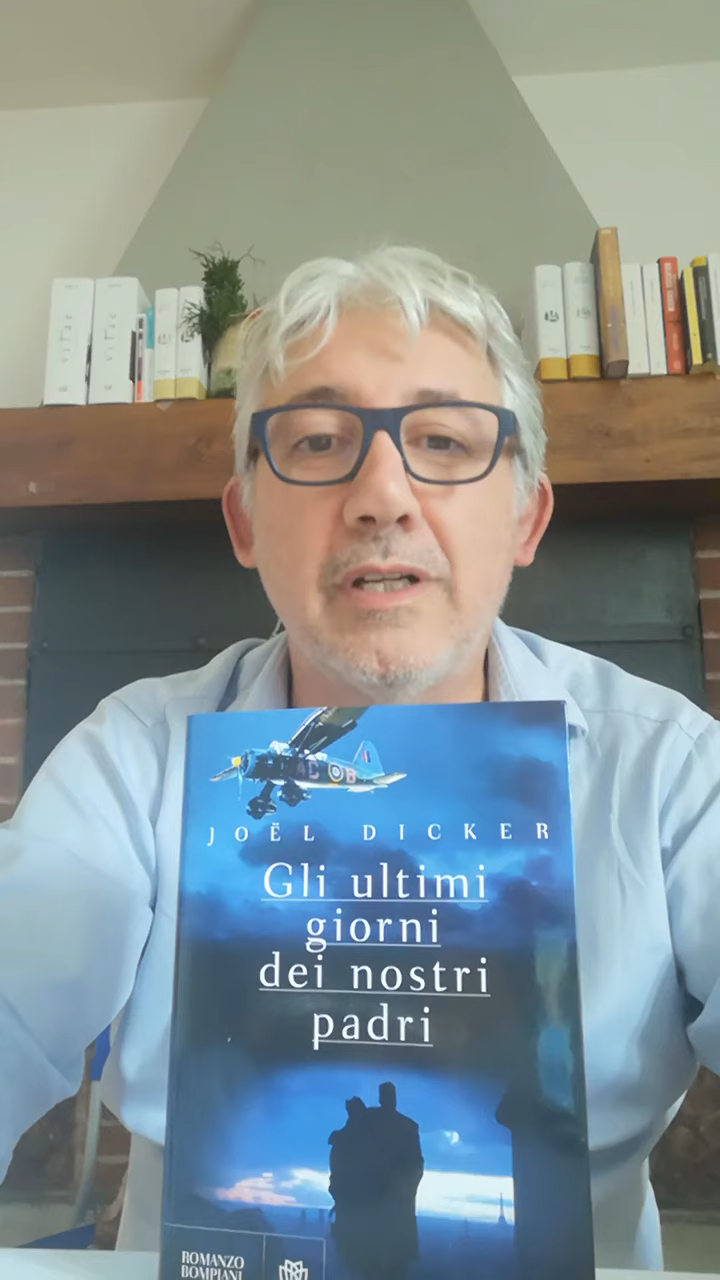 JOËL DICKER
Gli ultimi
giorni
dei nostri
padri
ROMANZO
BOMPIANI